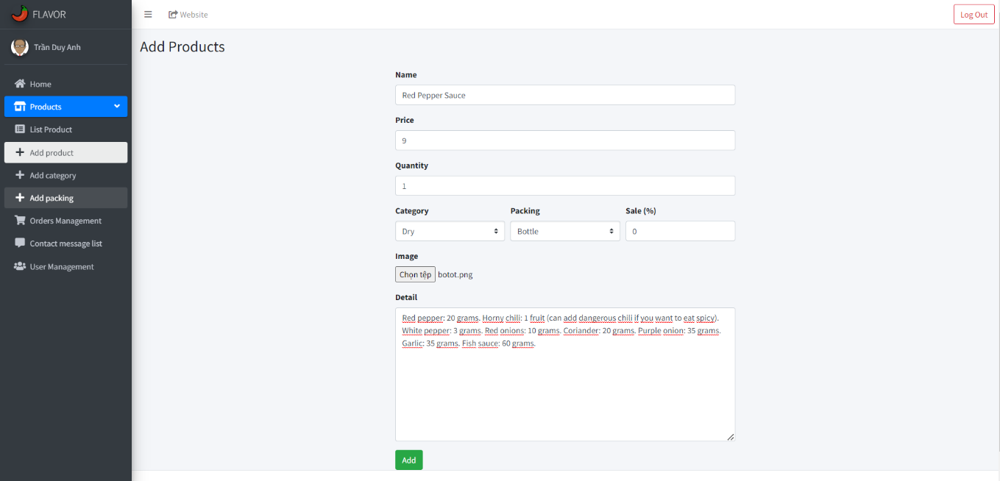 FLAVOR
Website
Log Out
Trần Duy Anh
Home
Products
List Product
Add product
Add category
Add packing
Orders Management
Contact message list
User Management
Add Products
Name
Red Pepper Sauce
Price
9
Quantity
1
Category Packing Sale (%)
Dry Bottle 0
Image
Chọn tệp botot.png
Detail
Red pepper: 20 grams. Horny chili: 1 fruit (can add dangerous chili if you want to eat spicy).
White pepper: 3 grams. Red onions: 10 grams. Coriander: 20 grams. Purple onion: 35 grams.
Garlic: 35 grams. Fish sauce: 60 grams.
Add